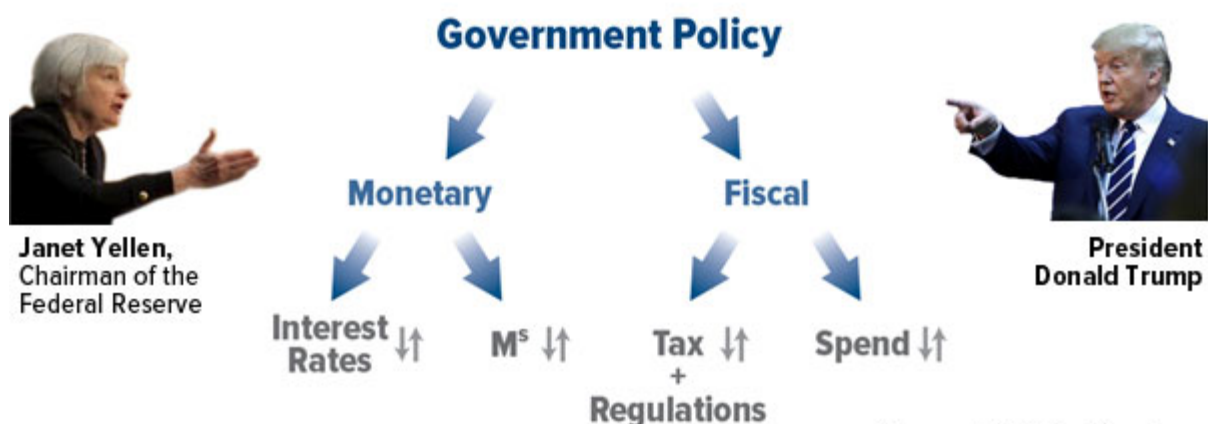 Government Policy
Monetary
Fiscal
Janet Yellen,
Chairman of the
Federal Reserve
President
Donald Trump
Interest
Rates ↓↑
Mˢ ↓↑
Tax ↓↑
+
Regulations
Spend ↓↑